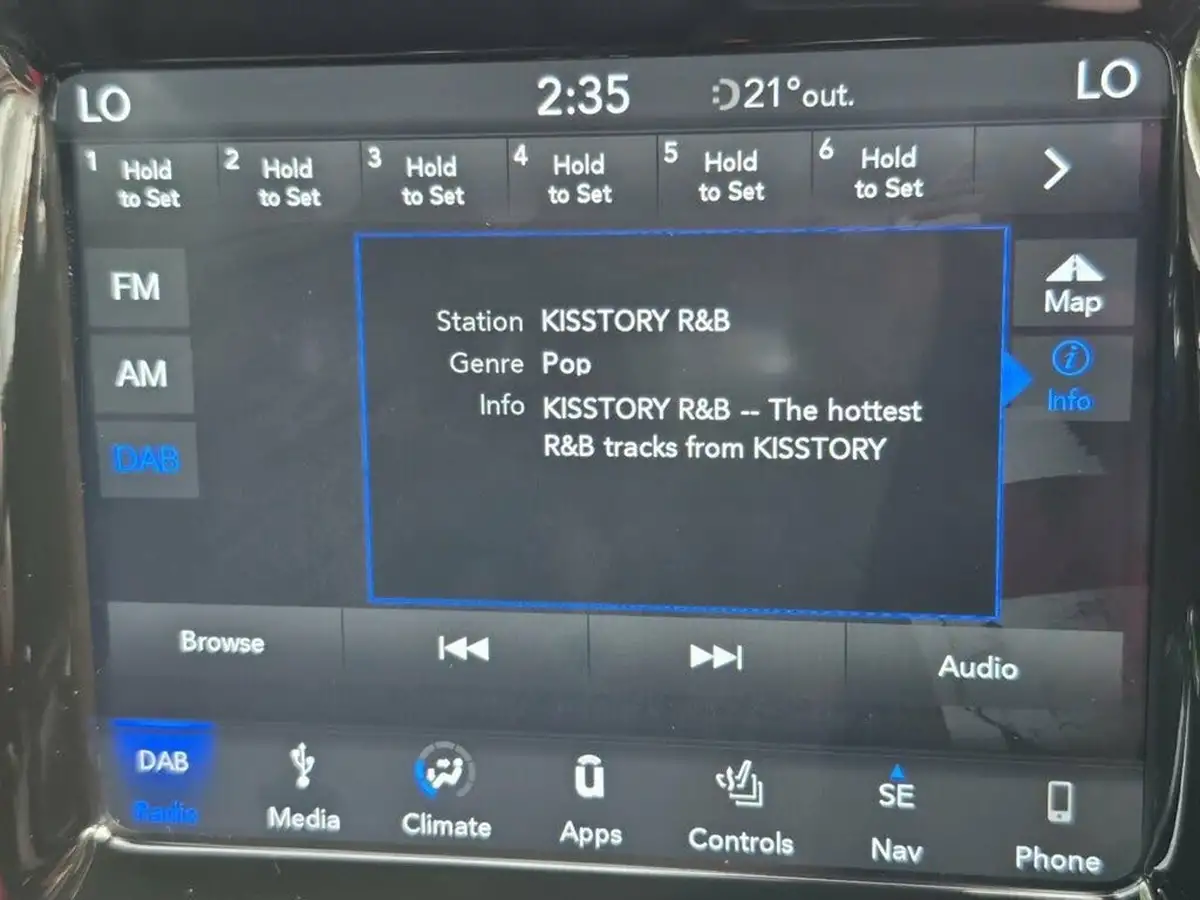 LO 2:35 21°out. LO
1 Hold to Set
2 Hold to Set
3 Hold to Set
4 Hold to Set
5 Hold to Set
6 Hold to Set
FM
AM
DAB
Station KISSTORY R&B
Genre Pop
Info KISSTORY R&B -- The hottest
R&B tracks from KISSTORY
Map
Info
Browse
Audio
DAB
Radio
Media
Climate
Apps
Controls
SE
Nav
Phone